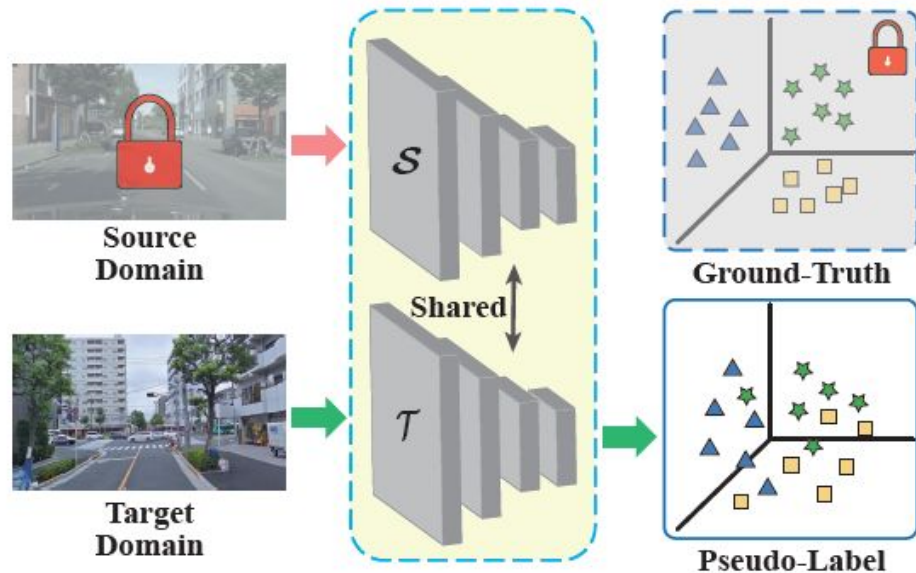 Source
Domain
S
Ground-Truth
Shared
T
Target
Domain
Pseudo-Label